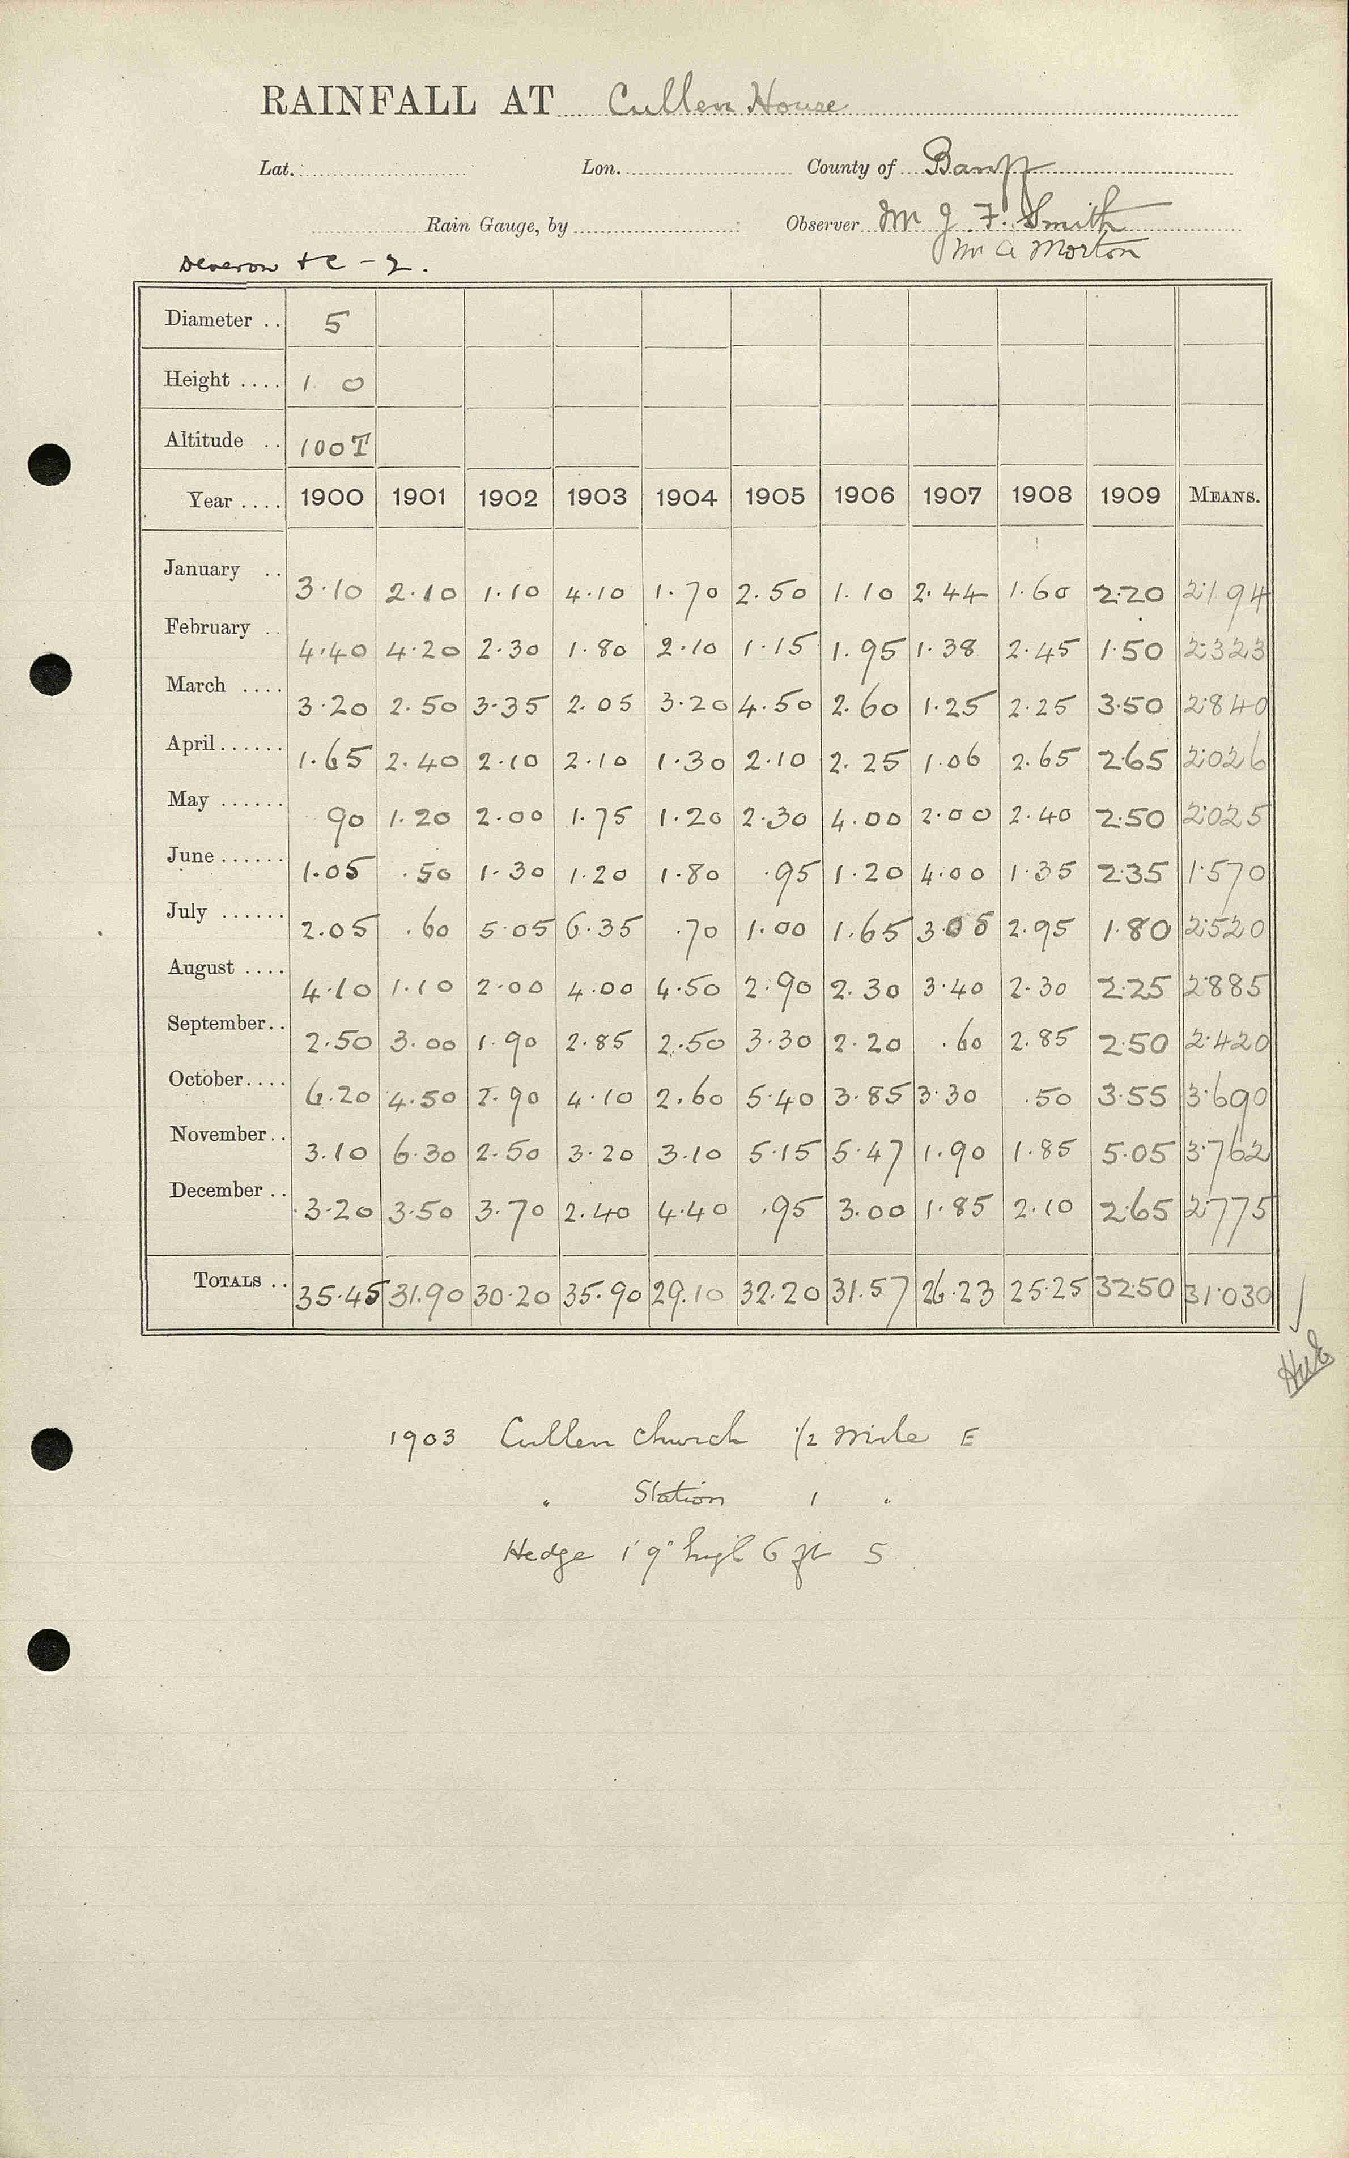 RAINFALL AT Cullen House
Lat. Lon. County of Banff
Rain Gauge, by Observer Mr J. F. Smith
Mr A Morton
Deveron &c - 2.
Diameter .. 5
Height .... 1 0
Altitude .. 100T
Year .... 1900 1901 1902 1903 1904 1905 1906 1907 1908 1909 MEANS.
January .. 3.10 2.10 1.10 4.10 1.70 2.50 1.10 2.44 1.60 2.20 2.194
February .. 4.40 4.20 2.30 1.80 2.10 1.15 1.95 1.38 2.45 1.50 2.323
March .... 3.20 2.50 3.35 2.05 3.20 4.50 2.60 1.25 2.25 3.50 2.840
April...... 1.65 2.40 2.10 2.10 1.30 2.10 2.25 1.06 2.65 2.65 2.026
May ...... 90 1.20 2.00 1.75 1.20 2.30 4.00 2.00 2.40 2.50 2.025
June...... 1.05 .50 1.30 1.20 1.80 .95 1.20 4.00 1.35 2.35 1.570
July ...... 2.05 .60 5.05 6.35 .70 1.00 1.65 3.05 2.95 1.80 2.520
August .... 4.10 1.10 2.00 4.00 4.50 2.90 2.30 3.40 2.30 2.25 2.885
September.. 2.50 3.00 1.90 2.85 2.50 3.30 2.20 .60 2.85 2.50 2.420
October.... 6.20 4.50 2.90 4.10 2.60 5.40 3.85 3.30 .50 3.55 3.690
November.. 3.10 6.30 2.50 3.20 3.10 5.15 5.47 1.90 1.85 5.05 3.762
December .. 3.20 3.50 3.70 2.40 4.40 .95 3.00 1.85 2.10 2.65 2.775
TOTALS .. 35.45 31.90 30.20 35.90 29.10 32.20 31.57 26.23 25.25 32.50 31.030
1903 Cullen church 1/2 mile E
" Station 1 "
Hedge 1'9" high 6 ft S